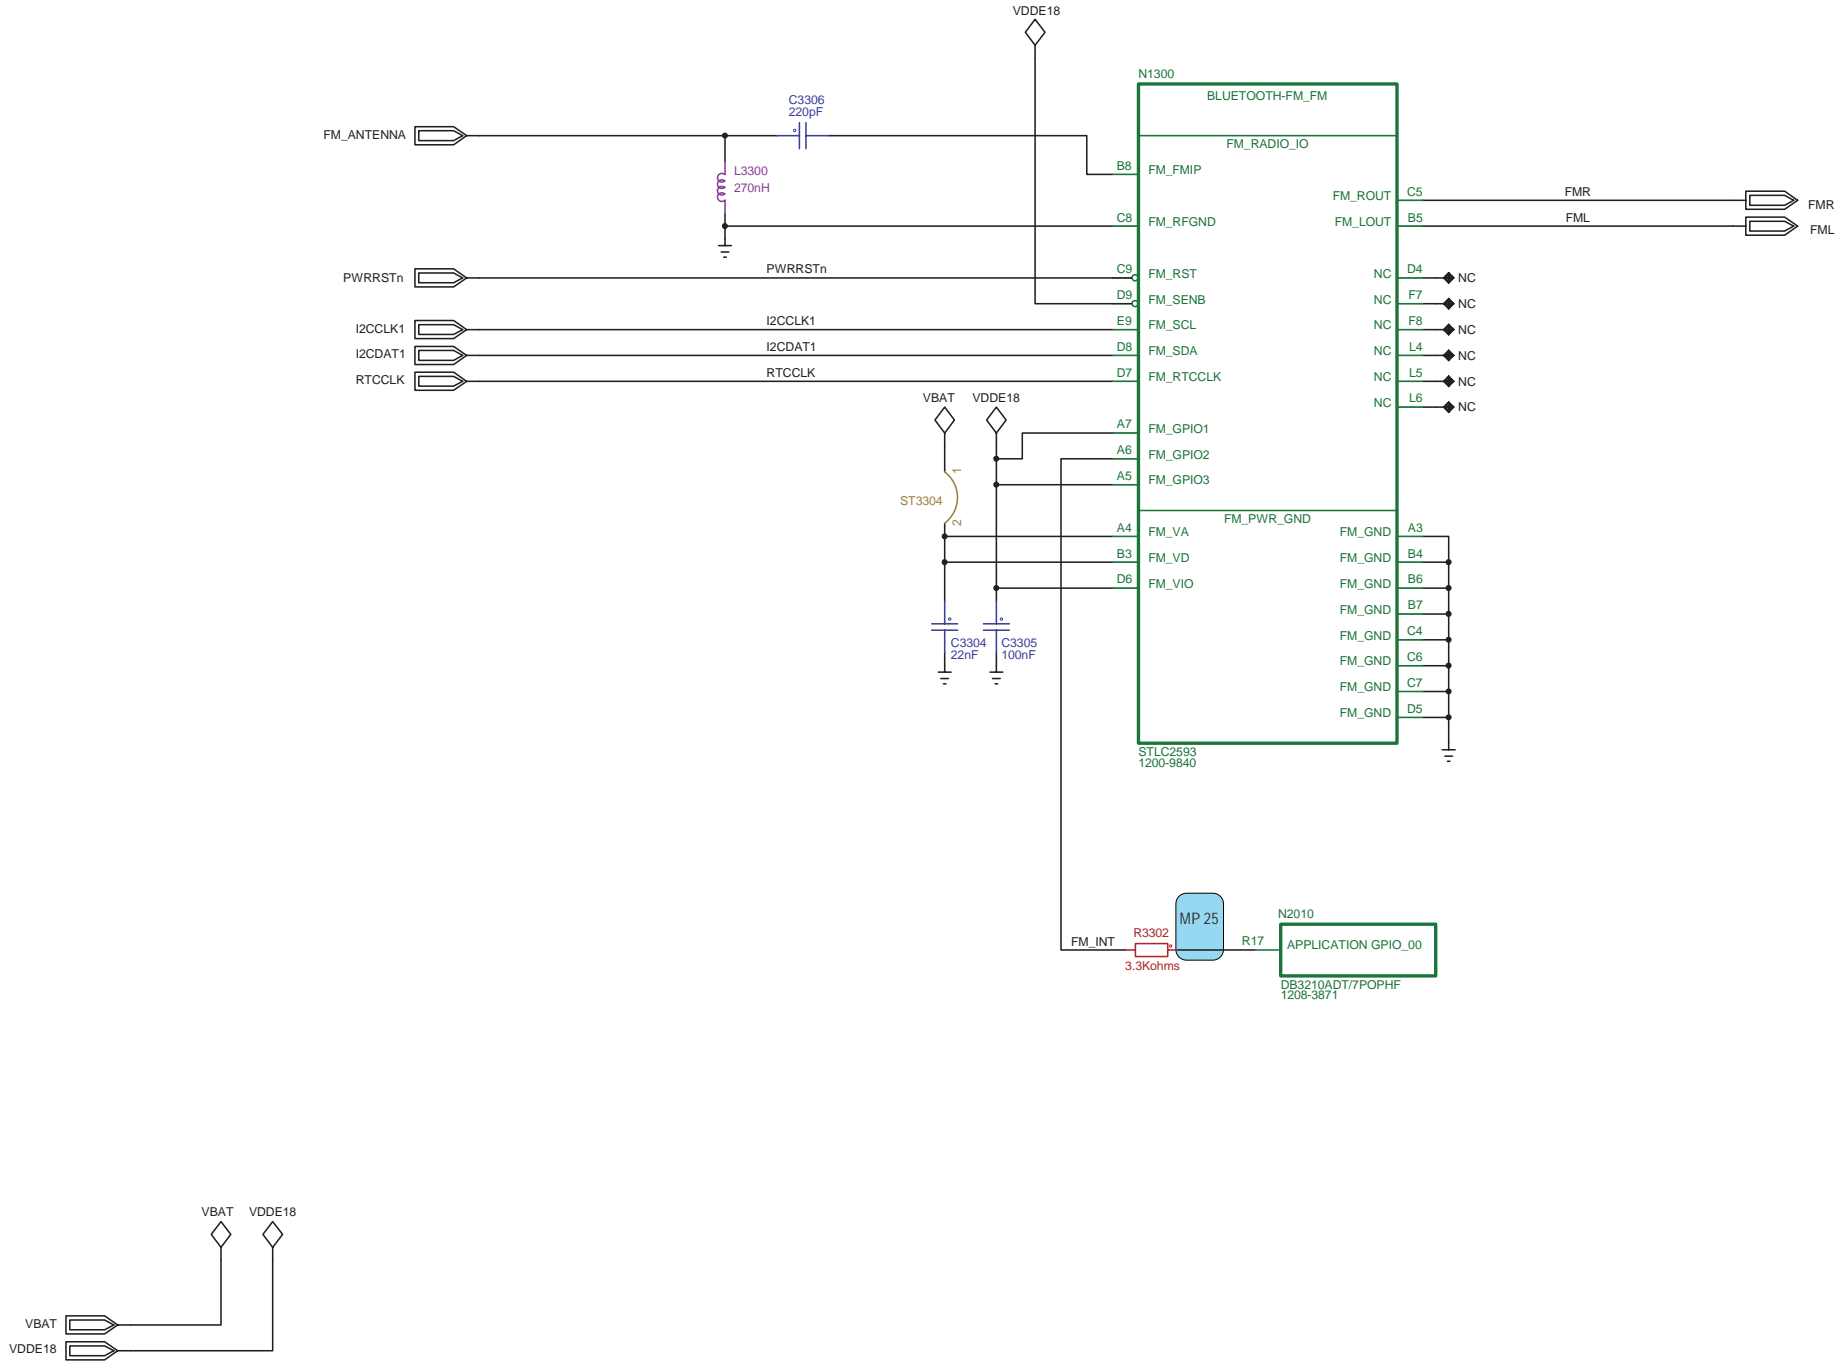 VDDE18
N1300
BLUETOOTH-FM_FM
C3306
220pF
FM_ANTENNA
FM_RADIO_IO
L3300
270nH
B8 FM_FMIP
FM_ROUT C5 FMR FMR
C8 FM_RFGND
FM_LOUT B5 FML FML
PWRRSTn PWRRSTn C9 FM_RST
NC D4 NC
D9 FM_SENB
NC F7 NC
I2CCLK1 I2CCLK1 E9 FM_SCL
NC F8 NC
I2CDAT1 I2CDAT1 D8 FM_SDA
NC L4 NC
RTCCLK RTCCLK D7 FM_RTCCLK
NC L5 NC
NC L6 NC
VBAT VDDE18
A7 FM_GPIO1
A6 FM_GPIO2
A5 FM_GPIO3
1
ST3304
2
FM_PWR_GND
A4 FM_VA
FM_GND A3
B3 FM_VD
FM_GND B4
D6 FM_VIO
FM_GND B6
FM_GND B7
C3304
22nF
C3305
100nF
FM_GND C4
FM_GND C6
FM_GND C7
FM_GND D5
STLC2593
1200-9840
MP 25
N2010
FM_INT
R3302
3.3Kohms
R17
APPLICATION GPIO_00
DB3210ADT/7POPHF
1208-3871
VBAT VDDE18
VBAT
VDDE18